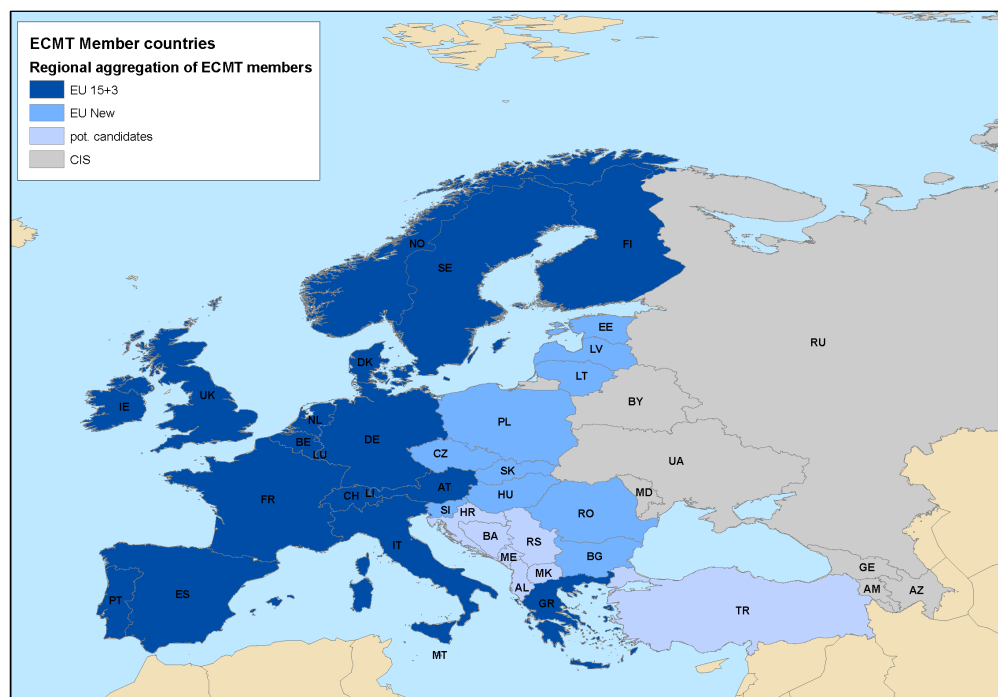 ECMT Member countries
Regional aggregation of ECMT members
EU 15+3
EU New
pot. candidates
CIS
NO
FI
SE
EE
RU
LV
DK
LT
UK
BY
IE
NL
PL
BE
DE
CZ
LU
UA
SK
AT
MD
FR
CH
LI
HU
SI
HR
RO
BA
RS
IT
BG
ME
GE
MK
AL
AM
AZ
PT
ES
GR
TR
MT